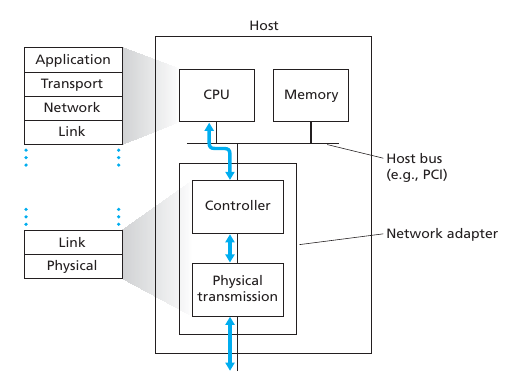 Host
Application
Transport
Network
Link
CPU
Memory
Host bus
(e.g., PCI)
Controller
Network adapter
Link
Physical
Physical
transmission